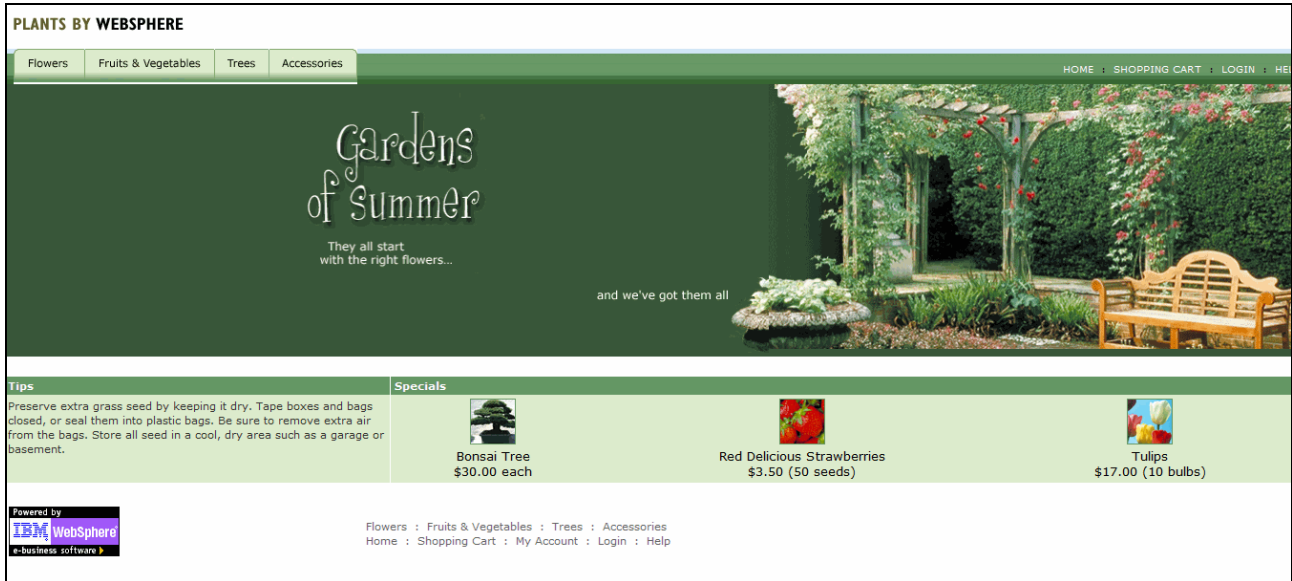 PLANTS BY WEBSPHERE
Flowers Fruits & Vegetables Trees Accessories
HOME : SHOPPING CART : LOGIN : HEL
Gardens
of Summer
They all start
with the right flowers...
and we've got them all
Tips
Preserve extra grass seed by keeping it dry. Tape boxes and bags
closed, or seal them into plastic bags. Be sure to remove extra air
from the bags. Store all seed in a cool, dry area such as a garage or
basement.
Specials
Bonsai Tree
$30.00 each
Red Delicious Strawberries
$3.50 (50 seeds)
Tulips
$17.00 (10 bulbs)
Powered by
IBM WebSphere
e-business software
Flowers : Fruits & Vegetables : Trees : Accessories
Home : Shopping Cart : My Account : Login : Help